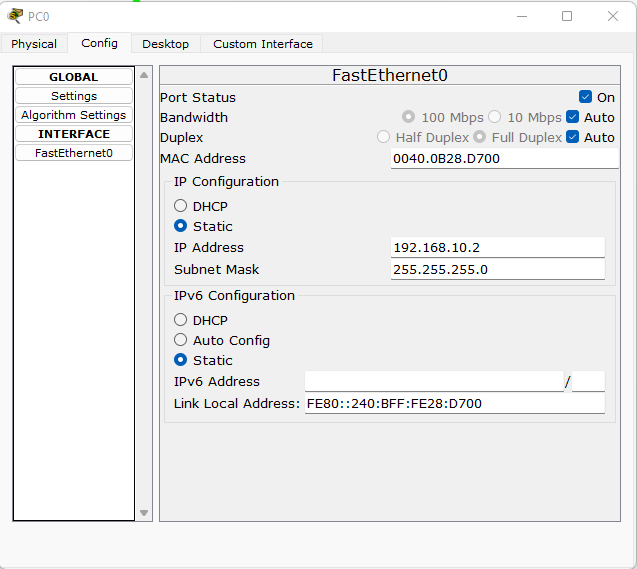 PC0
Physical Config Desktop Custom Interface
GLOBAL
Settings
Algorithm Settings
INTERFACE
FastEthernet0
FastEthernet0
Port Status On
Bandwidth 100 Mbps 10 Mbps Auto
Duplex Half Duplex Full Duplex Auto
MAC Address 0040.0B28.D700
IP Configuration
DHCP
Static
IP Address 192.168.10.2
Subnet Mask 255.255.255.0
IPv6 Configuration
DHCP
Auto Config
Static
IPv6 Address /
Link Local Address: FE80::240:BFF:FE28:D700